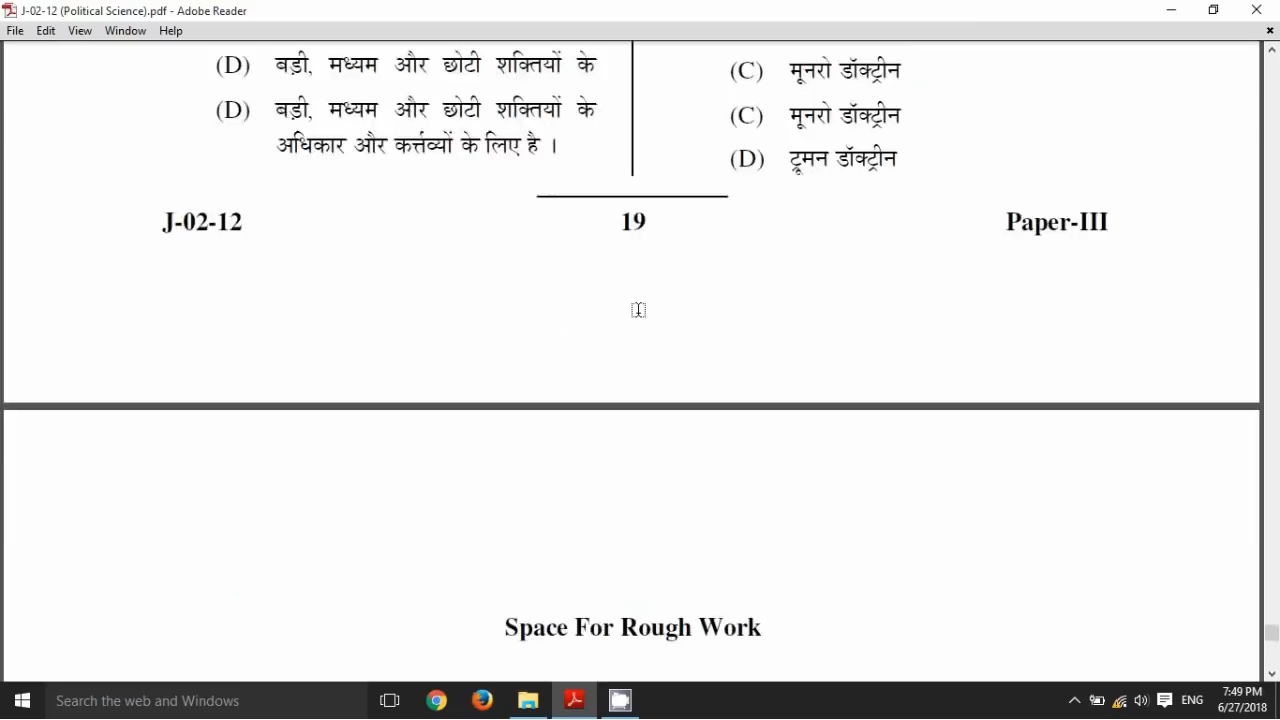 J-02-12 (Political Science).pdf - Adobe Reader
File Edit View Window Help
(D) बड़ी, मध्यम और छोटी शक्तियों के
(D) बड़ी, मध्यम और छोटी शक्तियों के
अधिकार और कर्त्तव्यों के लिए है ।
(C) मूनरो डॉक्ट्रीन
(C) मूनरो डॉक्ट्रीन
(D) ट्रूमन डॉक्ट्रीन
J-02-12 19 Paper-III
Space For Rough Work
Search the web and Windows
ENG
7:49 PM
6/27/2018